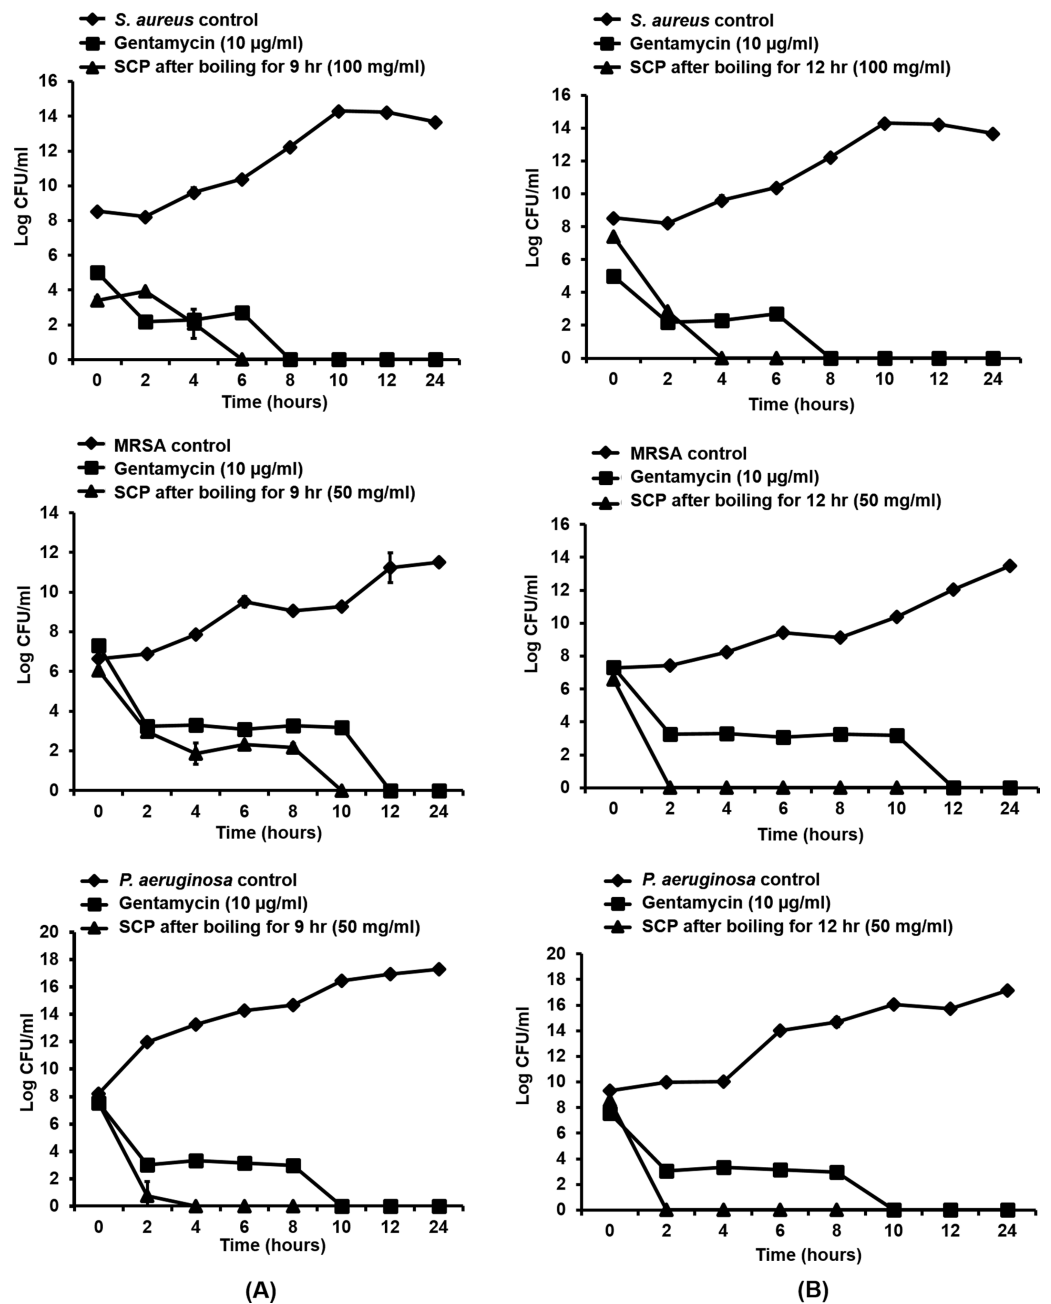 S. aureus control
Gentamycin (10 µg/ml)
SCP after boiling for 9 hr (100 mg/ml)
16
14
12
10
8
6
4
2
0
Log CFU/ml
0 2 4 6 8 10 12 24
Time (hours)
S. aureus control
Gentamycin (10 µg/ml)
SCP after boiling for 12 hr (100 mg/ml)
16
14
12
10
8
6
4
2
0
Log CFU/ml
0 2 4 6 8 10 12 24
Time (hours)
MRSA control
Gentamycin (10 µg/ml)
SCP after boiling for 9 hr (50 mg/ml)
14
12
10
8
6
4
2
0
Log CFU/ml
0 2 4 6 8 10 12 24
Time (hours)
MRSA control
Gentamycin (10 µg/ml)
SCP after boiling for 12 hr (50 mg/ml)
16
14
12
10
8
6
4
2
0
Log CFU/ml
0 2 4 6 8 10 12 24
Time (hours)
P. aeruginosa control
Gentamycin (10 µg/ml)
SCP after boiling for 9 hr (50 mg/ml)
20
18
16
14
12
10
8
6
4
2
0
Log CFU/ml
0 2 4 6 8 10 12 24
Time (hours)
P. aeruginosa control
Gentamycin (10 µg/ml)
SCP after boiling for 12 hr (50 mg/ml)
20
18
16
14
12
10
8
6
4
2
0
Log CFU/ml
0 2 4 6 8 10 12 24
Time (hours)
(A)
(B)